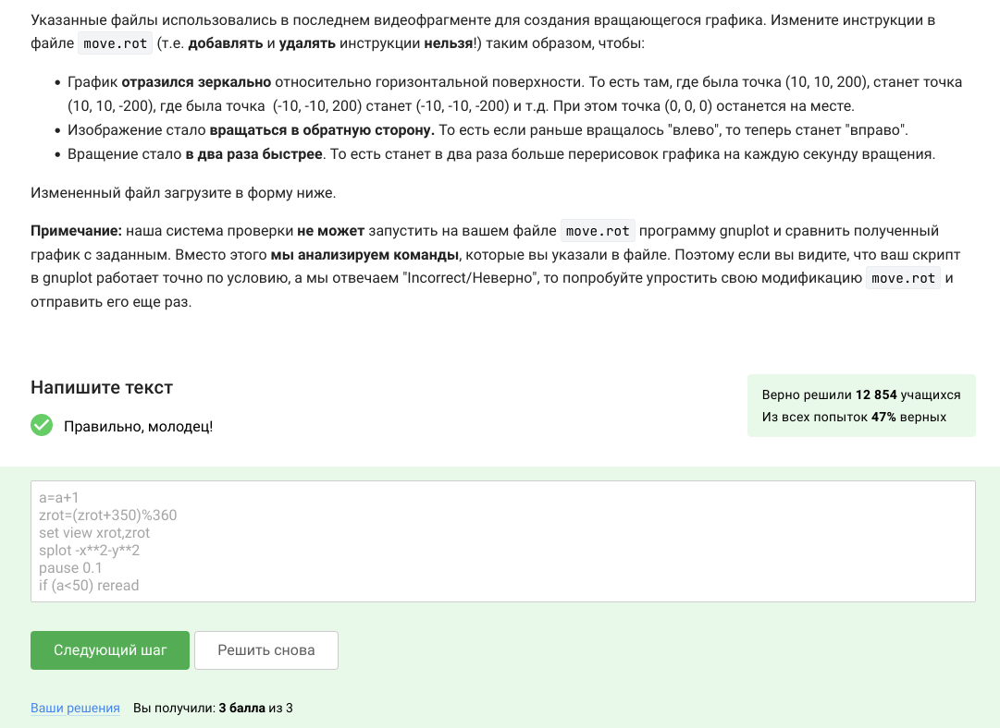 Указанные файлы использовались в последнем видеофрагменте для создания вращающегося графика. Измените инструкции в
файле move.rot (т.е. добавлять и удалять инструкции нельзя!) таким образом, чтобы:
• График отразился зеркально относительно горизонтальной поверхности. То есть там, где была точка (10, 10, 200), станет точка
(10, 10, -200), где была точка  (-10, -10, 200) станет (-10, -10, -200) и т.д. При этом точка (0, 0, 0) останется на месте.
• Изображение стало вращаться в обратную сторону. То есть если раньше вращалось "влево", то теперь станет "вправо".
• Вращение стало в два раза быстрее. То есть станет в два раза больше перерисовок графика на каждую секунду вращения.
Измененный файл загрузите в форму ниже.
Примечание: наша система проверки не может запустить на вашем файле move.rot программу gnuplot и сравнить полученный
график с заданным. Вместо этого мы анализируем команды, которые вы указали в файле. Поэтому если вы видите, что ваш скрипт
в gnuplot работает точно по условию, а мы отвечаем "Incorrect/Неверно", то попробуйте упростить свою модификацию move.rot и
отправить его еще раз.
Напишите текст
Верно решили 12 854 учащихся
Из всех попыток 47% верных
Правильно, молодец!
a=a+1
zrot=(zrot+350)%360
set view xrot,zrot
splot -x**2-y**2
pause 0.1
if (a<50) reread
Следующий шаг
Решить снова
Ваши решения Вы получили: 3 балла из 3